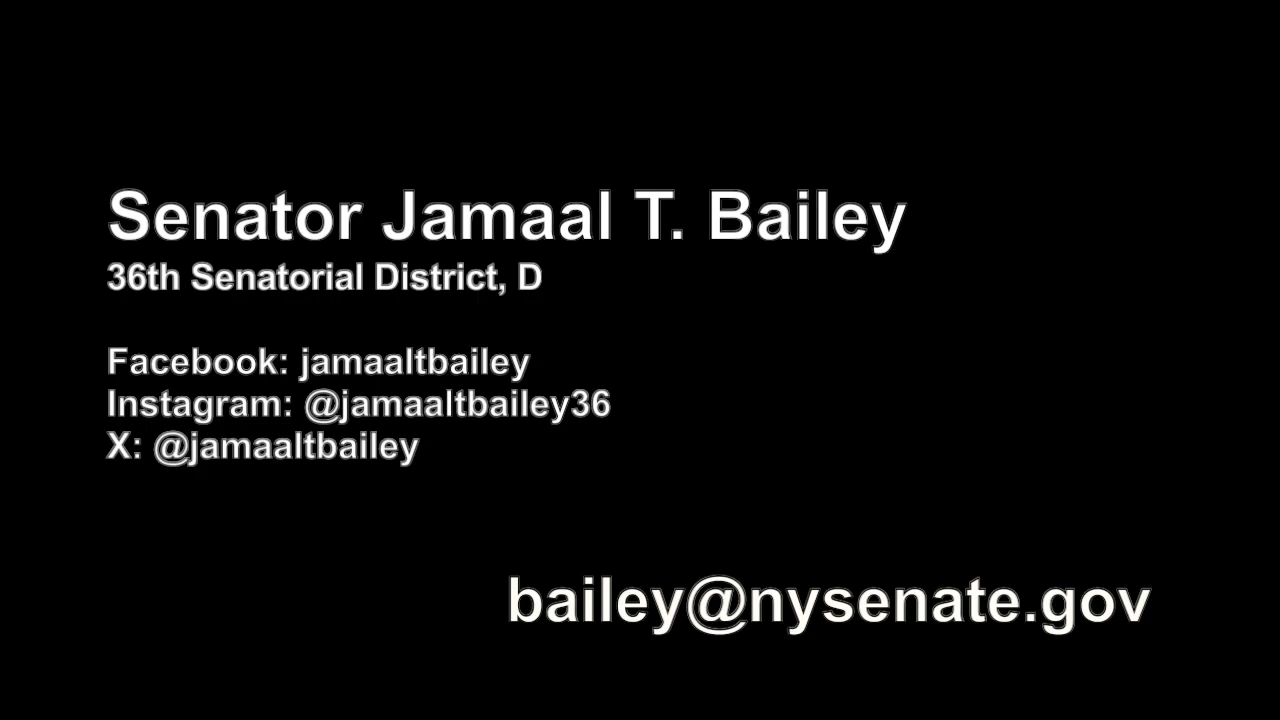 Senator Jamaal T. Bailey
36th Senatorial District, D
Facebook: jamaaltbailey
Instagram: @jamaaltbailey36
X: @jamaaltbailey
bailey@nysenate.gov